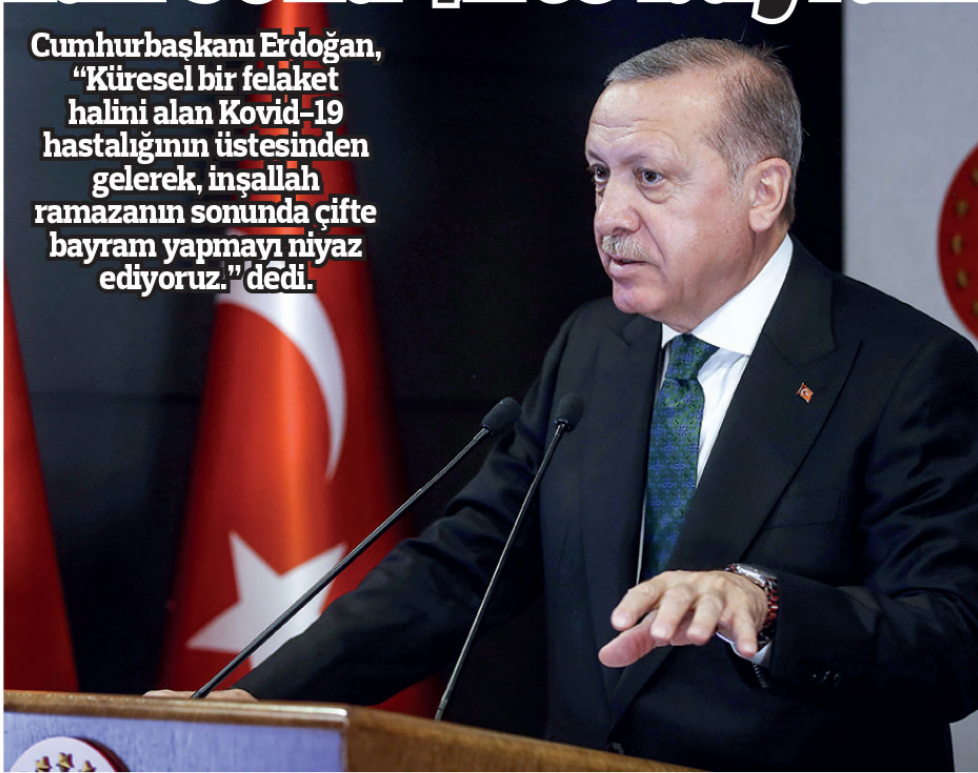 Cumhurbaşkanı Erdoğan,
“Küresel bir felaket
halini alan Kovid-19
hastalığının üstesinden
gelerek, inşallah
ramazanın sonunda çifte
bayram yapmayı niyaz
ediyoruz.” dedi.